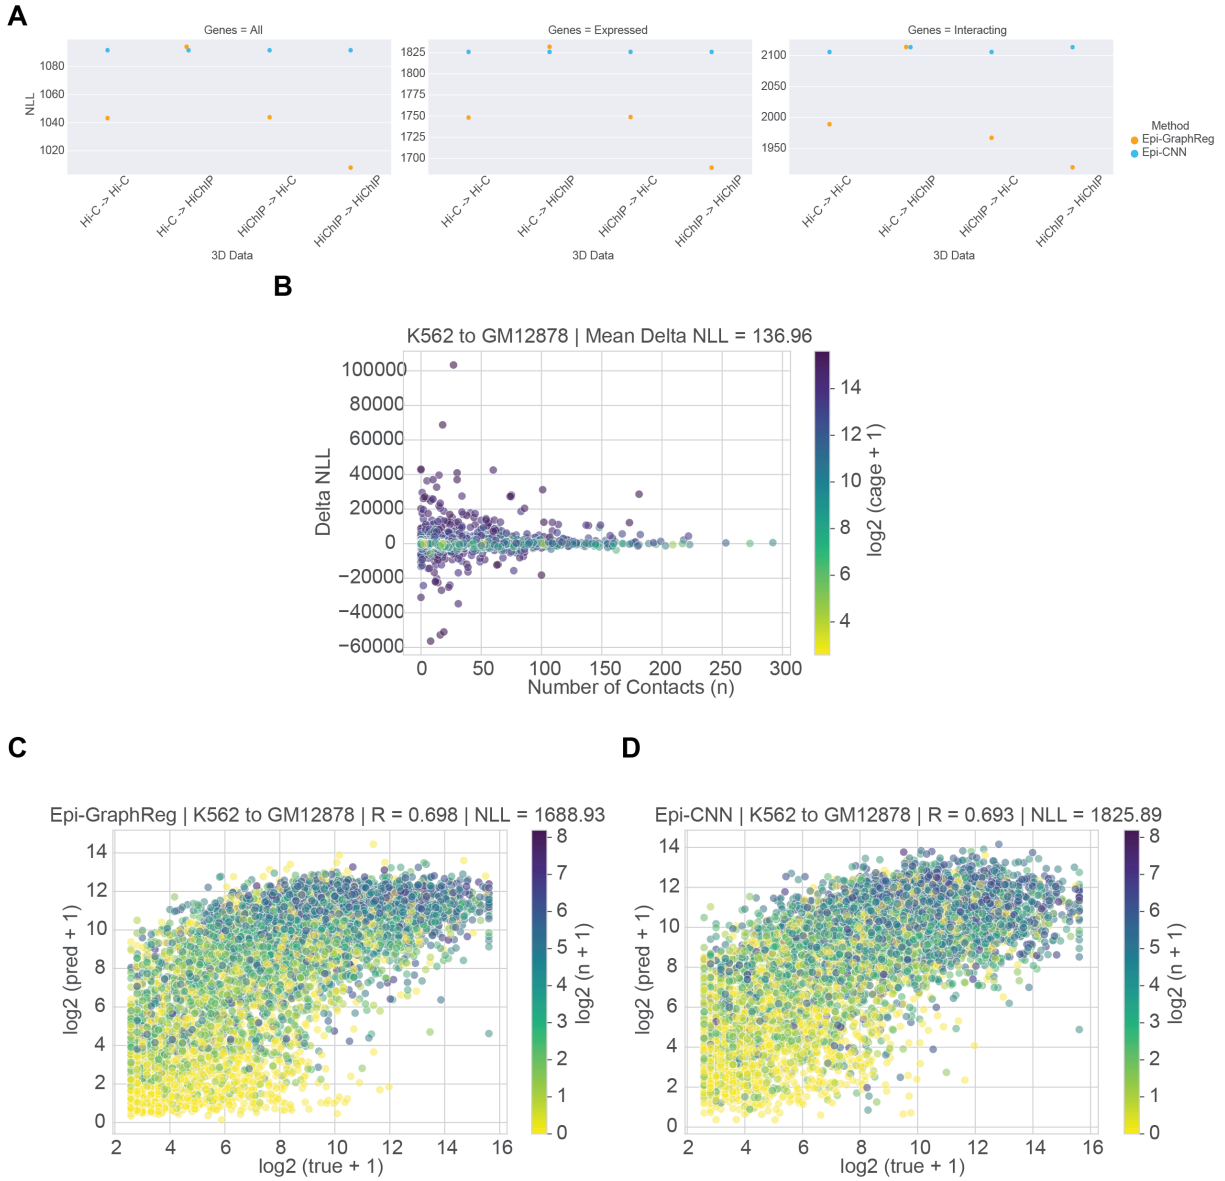 A
Genes = All
Genes = Expressed
Genes = Interacting
NLL
1080
1060
1040
1020
1825
1800
1775
1750
1725
1700
2100
2050
2000
1950
Method
Epi-GraphReg
Epi-CNN
Hi-C -> Hi-C
Hi-C -> HiChIP
HiChIP -> Hi-C
HiChIP -> HiChIP
Hi-C -> Hi-C
Hi-C -> HiChIP
HiChIP -> Hi-C
HiChIP -> HiChIP
Hi-C -> Hi-C
Hi-C -> HiChIP
HiChIP -> Hi-C
HiChIP -> HiChIP
3D Data
3D Data
3D Data
B
K562 to GM12878 | Mean Delta NLL = 136.96
Delta NLL
100000
80000
60000
40000
20000
0
−20000
−40000
−60000
0 50 100 150 200 250 300
Number of Contacts (n)
14
12
10
8
6
4
log2 (cage + 1)
C
Epi-GraphReg | K562 to GM12878 | R = 0.698 | NLL = 1688.93
log2 (pred + 1)
14
12
10
8
6
4
2
0
2 4 6 8 10 12 14 16
log2 (true + 1)
8
7
6
5
4
3
2
1
0
log2 (n + 1)
D
Epi-CNN | K562 to GM12878 | R = 0.693 | NLL = 1825.89
log2 (pred + 1)
14
12
10
8
6
4
2
0
2 4 6 8 10 12 14 16
log2 (true + 1)
8
7
6
5
4
3
2
1
0
log2 (n + 1)